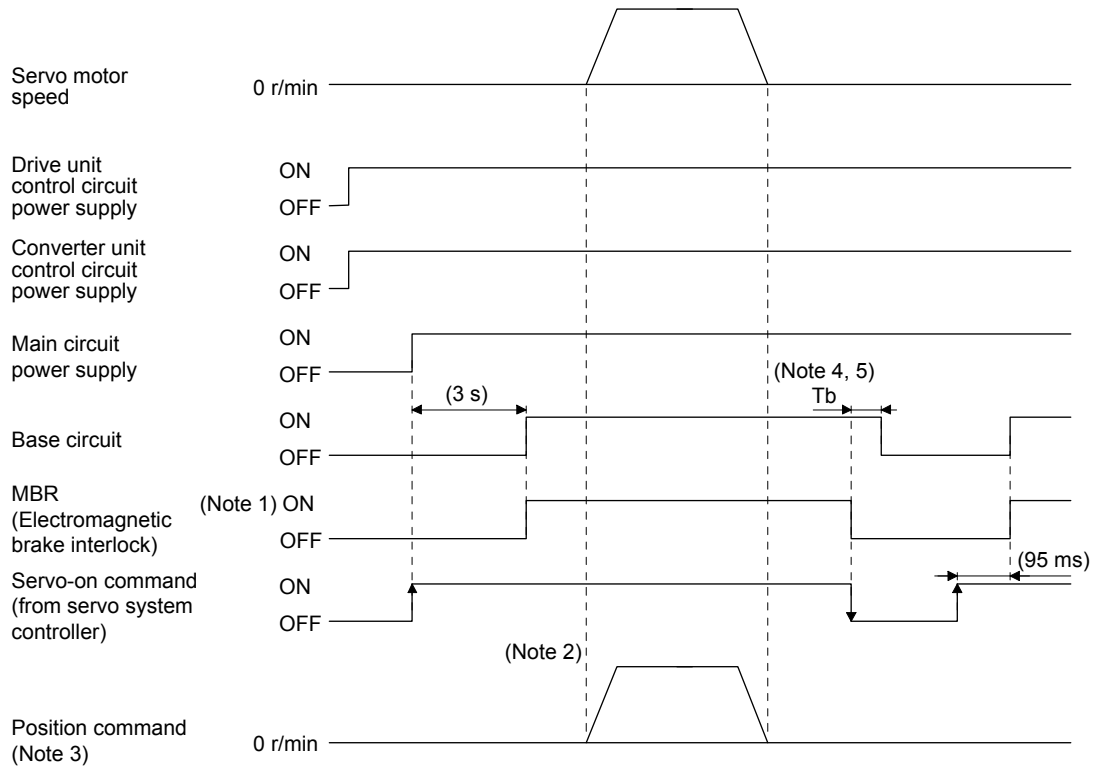 Servo motor
speed
0 r/min
Drive unit
control circuit
power supply
ON
OFF
Converter unit
control circuit
power supply
ON
OFF
Main circuit
power supply
ON
OFF
(3 s)
(Note 4, 5)
Tb
Base circuit
ON
OFF
MBR
(Electromagnetic
brake interlock)
(Note 1) ON
OFF
(95 ms)
Servo-on command
(from servo system
controller)
ON
OFF
(Note 2)
Position command
(Note 3)
0 r/min